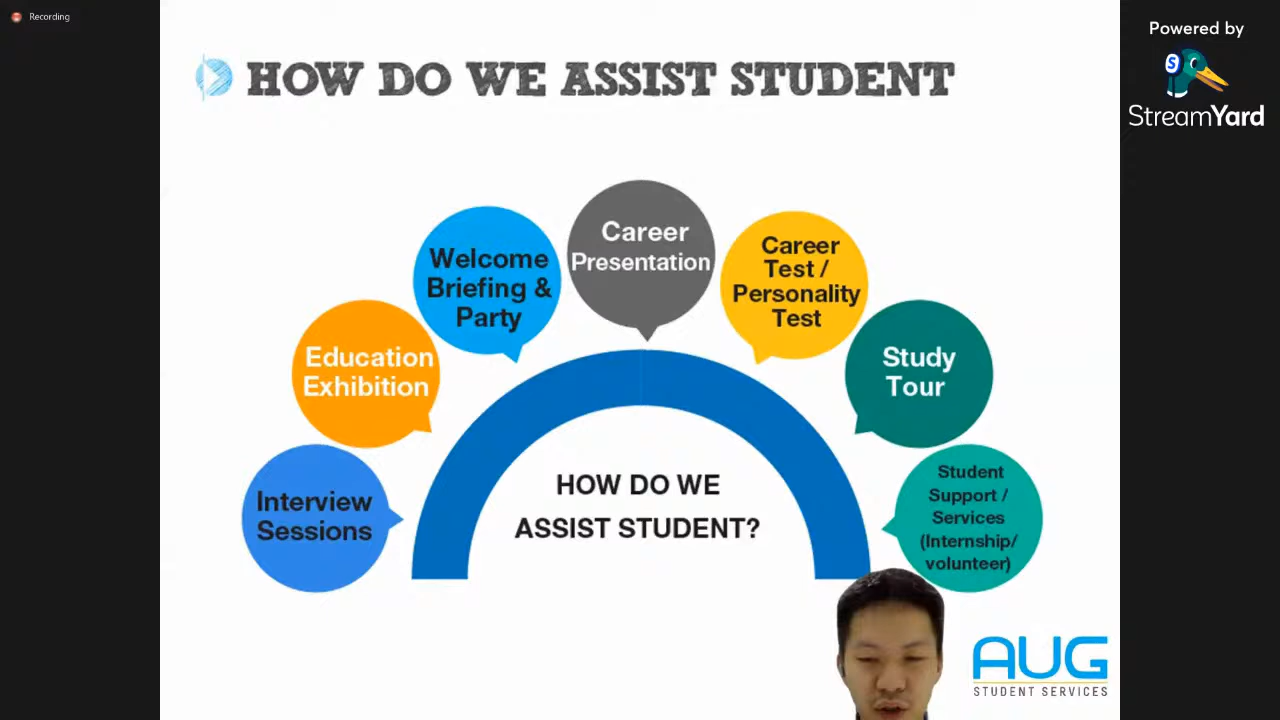 Recording
HOW DO WE ASSIST STUDENT
Powered by
S
StreamYard
Career
Presentation
Welcome
Briefing &
Party
Career
Test /
Personality
Test
Education
Exhibition
Study
Tour
Interview
Sessions
Student
Support /
Services
(Internship/
volunteer)
HOW DO WE
ASSIST STUDENT?
AUG
STUDENT SERVICES